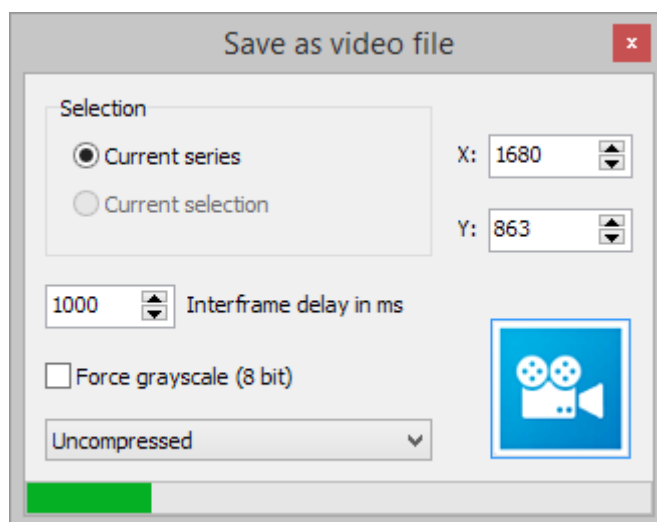 Save as video file
x
Selection
Current series
Current selection
X: 1680
Y: 863
1000 Interframe delay in ms
Force grayscale (8 bit)
Uncompressed